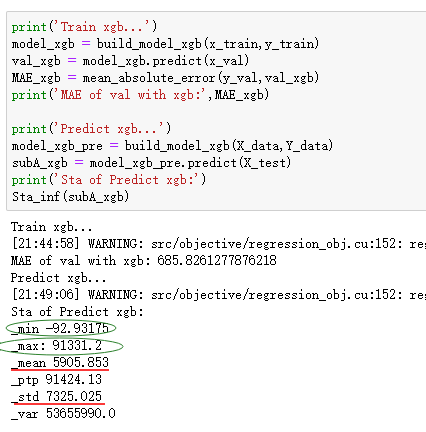 print('Train xgb...')
model_xgb = build_model_xgb(x_train,y_train)
val_xgb = model_xgb.predict(x_val)
MAE_xgb = mean_absolute_error(y_val,val_xgb)
print('MAE of val with xgb:',MAE_xgb)
print('Predict xgb...')
model_xgb_pre = build_model_xgb(X_data,Y_data)
subA_xgb = model_xgb_pre.predict(X_test)
print('Sta of Predict xgb:')
Sta_inf(subA_xgb)
Train xgb...
[21:44:58] WARNING: src/objective/regression_obj.cu:152: reg
MAE of val with xgb: 685.8261277876218
Predict xgb...
[21:49:06] WARNING: src/objective/regression_obj.cu:152: reg
Sta of Predict xgb:
_min -92.93175
_max: 91331.2
_mean 5905.853
_ptp 91424.13
_std 7325.025
_var 53655990.0